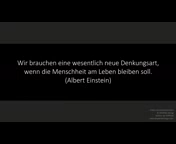 Wir brauchen eine wesentlich neue Denkungsart,
wenn die Menschheit am Leben bleiben soll.
(Albert Einstein)